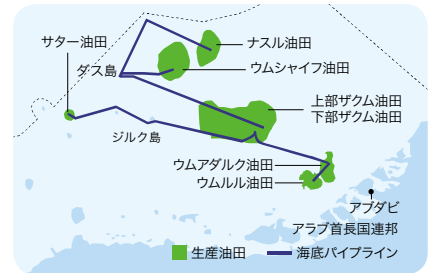 サター油田
ナスル油田
ダス島
ウムシャイフ油田
上部ザクム油田
下部ザクム油田
ジルク島
ウムアダルク油田
ウムルル油田
アブダビ
アラブ首長国連邦
生産油田
海底パイプライン